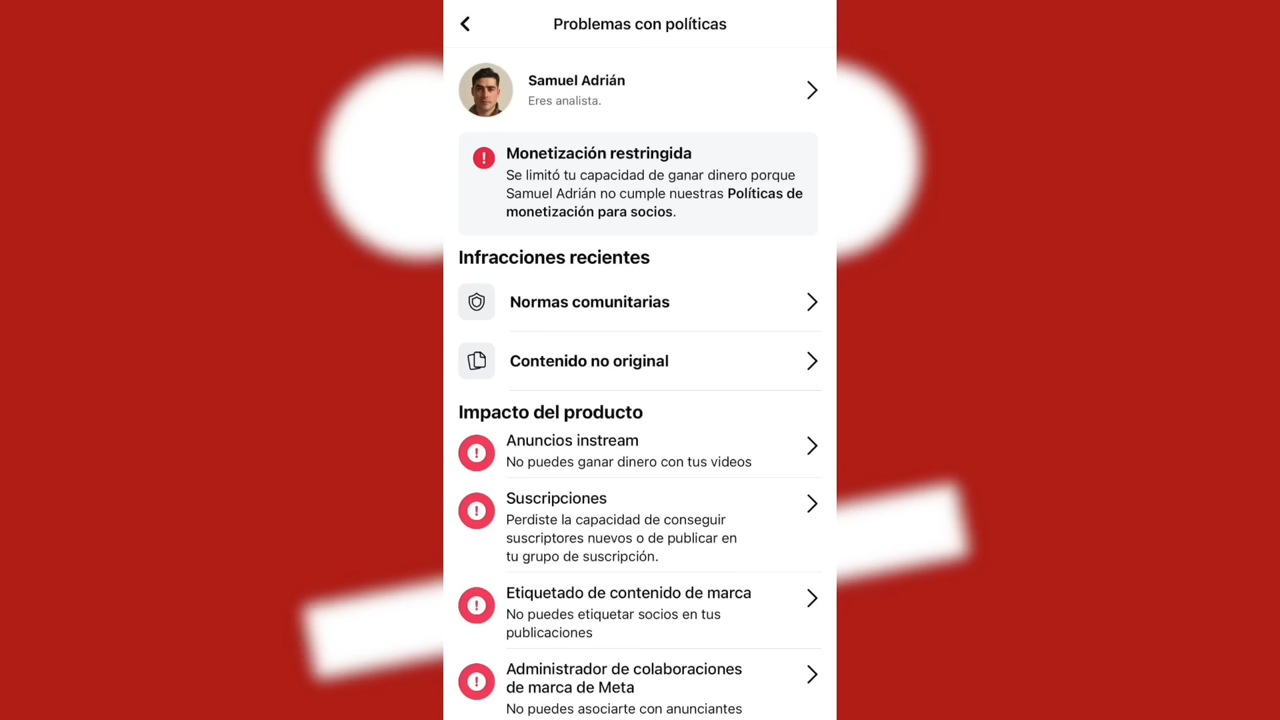 Problemas con políticas
Samuel Adrián
Eres analista.
Monetización restringida
Se limitó tu capacidad de ganar dinero porque
Samuel Adrián no cumple nuestras Políticas de
monetización para socios.
Infracciones recientes
Normas comunitarias
Contenido no original
Impacto del producto
Anuncios instream
No puedes ganar dinero con tus videos
Suscripciones
Perdiste la capacidad de conseguir
suscriptores nuevos o de publicar en
tu grupo de suscripción.
Etiquetado de contenido de marca
No puedes etiquetar socios en tus
publicaciones
Administrador de colaboraciones
de marca de Meta
No puedes asociarte con anunciantes